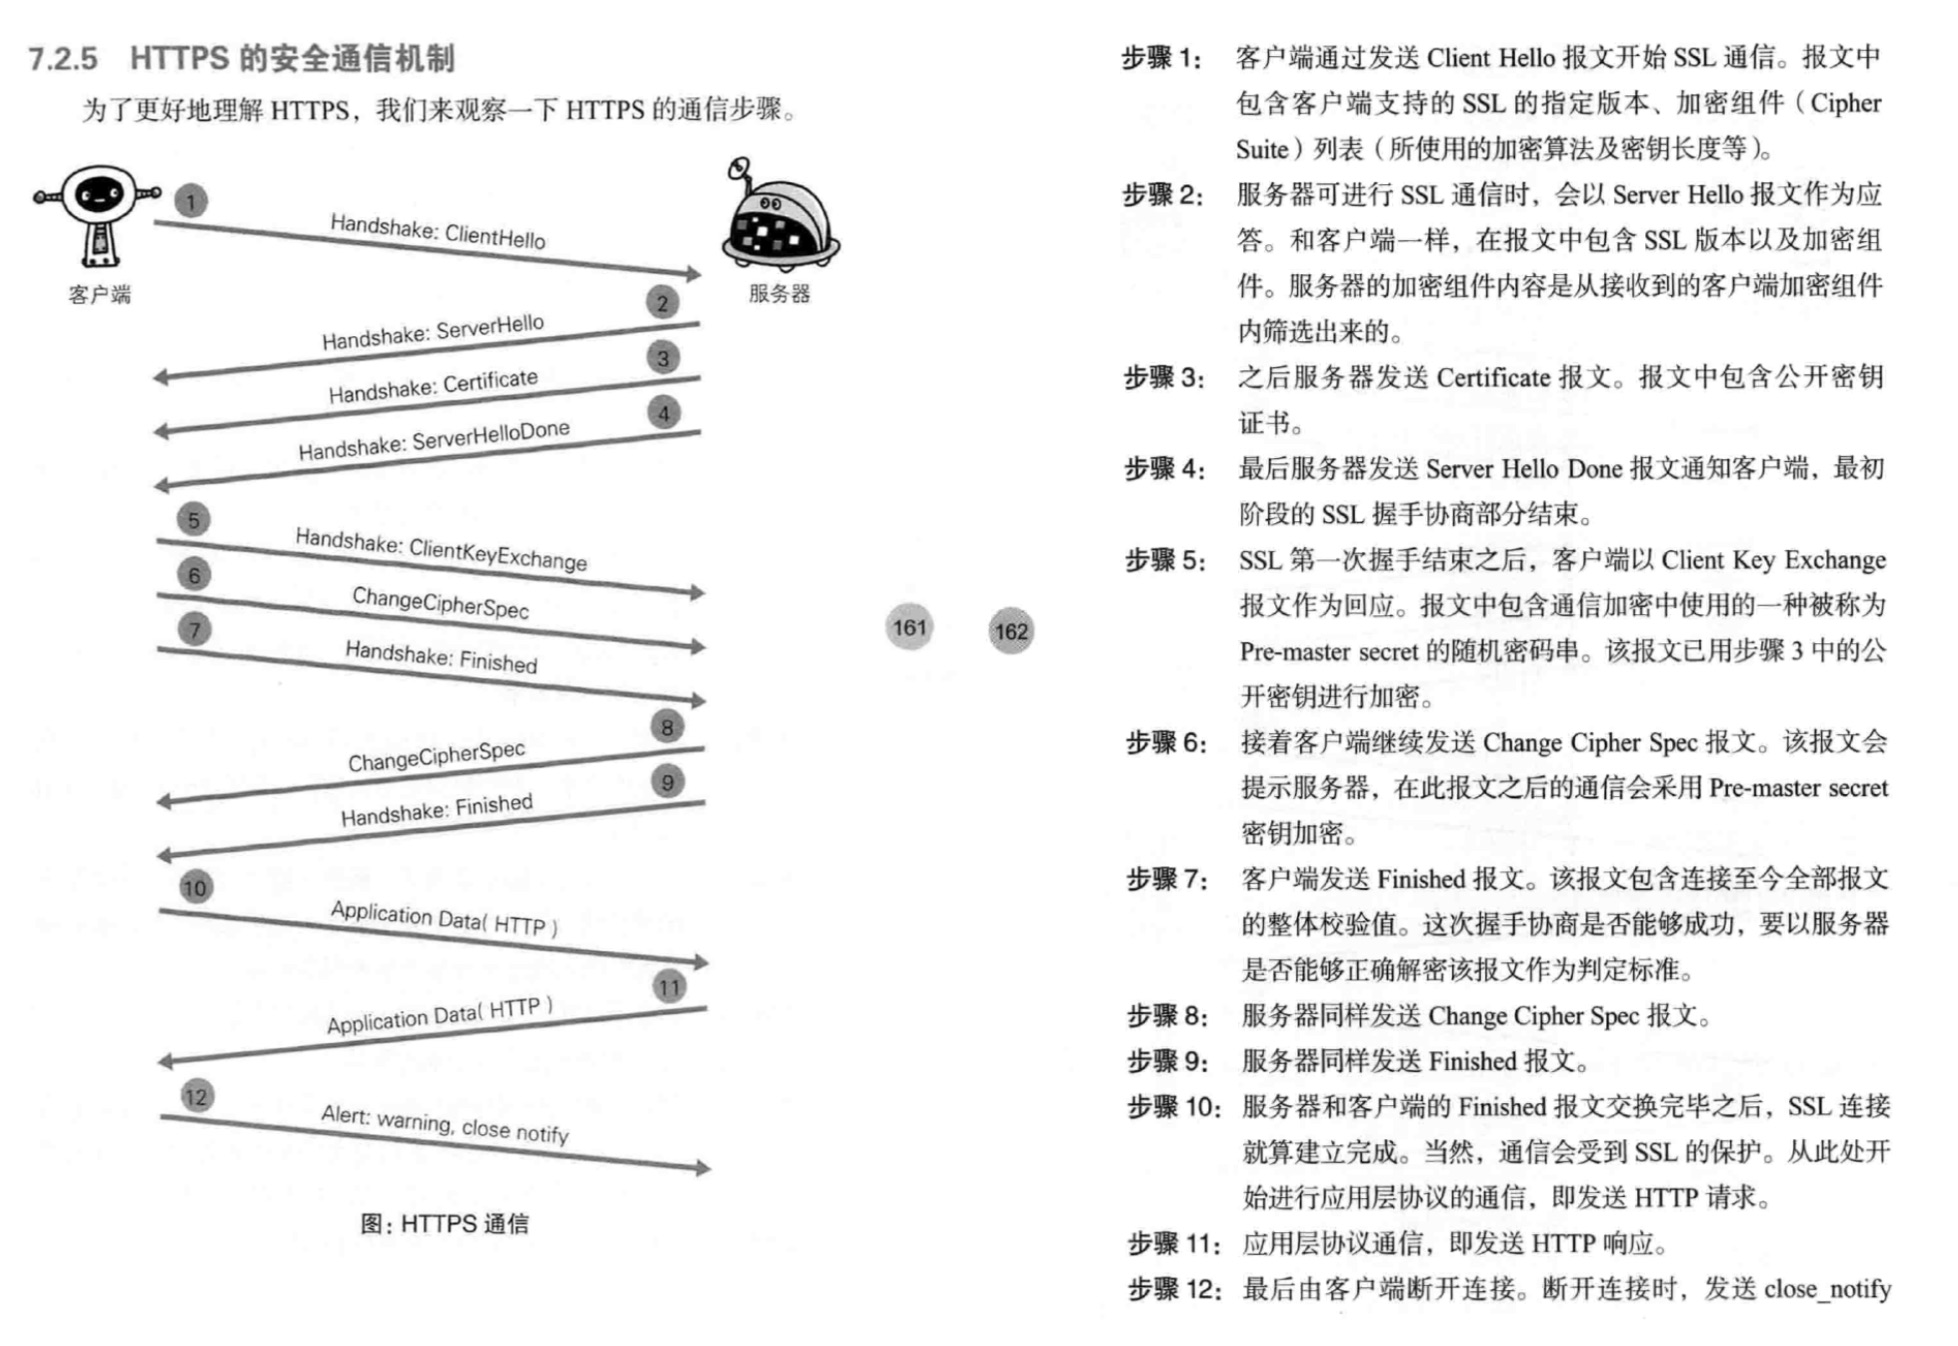 7.2.5 HTTPS 的安全通信机制
为了更好地理解 HTTPS，我们来观察一下 HTTPS 的通信步骤。
1
Handshake: ClientHello
客户端
服务器
2
Handshake: ServerHello
3
Handshake: Certificate
4
Handshake: ServerHelloDone
5
Handshake: ClientKeyExchange
6
ChangeCipherSpec
7
Handshake: Finished
8
ChangeCipherSpec
9
Handshake: Finished
10
Application Data( HTTP )
11
Application Data( HTTP )
12
Alert: warning, close notify
图：HTTPS 通信
161
162
步骤 1： 客户端通过发送 Client Hello 报文开始 SSL 通信。报文中
包含客户端支持的 SSL 的指定版本、加密组件（Cipher
Suite）列表（所使用的加密算法及密钥长度等）。
步骤 2： 服务器可进行 SSL 通信时，会以 Server Hello 报文作为应
答。和客户端一样，在报文中包含 SSL 版本以及加密组
件。服务器的加密组件内容是从接收到的客户端加密组件
内筛选出来的。
步骤 3： 之后服务器发送 Certificate 报文。报文中包含公开密钥
证书。
步骤 4： 最后服务器发送 Server Hello Done 报文通知客户端，最初
阶段的 SSL 握手协商部分结束。
步骤 5： SSL 第一次握手结束之后，客户端以 Client Key Exchange
报文作为回应。报文中包含通信加密中使用的一种被称为
Pre-master secret 的随机密码串。该报文已用步骤 3 中的公
开密钥进行加密。
步骤 6： 接着客户端继续发送 Change Cipher Spec 报文。该报文会
提示服务器，在此报文之后的通信会采用 Pre-master secret
密钥加密。
步骤 7： 客户端发送 Finished 报文。该报文包含连接至今全部报文
的整体校验值。这次握手协商是否能够成功，要以服务器
是否能够正确解密该报文作为判定标准。
步骤 8： 服务器同样发送 Change Cipher Spec 报文。
步骤 9： 服务器同样发送 Finished 报文。
步骤 10： 服务器和客户端的 Finished 报文交换完毕之后，SSL 连接
就算建立完成。当然，通信会受到 SSL 的保护。从此处开
始进行应用层协议的通信，即发送 HTTP 请求。
步骤 11： 应用层协议通信，即发送 HTTP 响应。
步骤 12： 最后由客户端断开连接。断开连接时，发送 close_notify